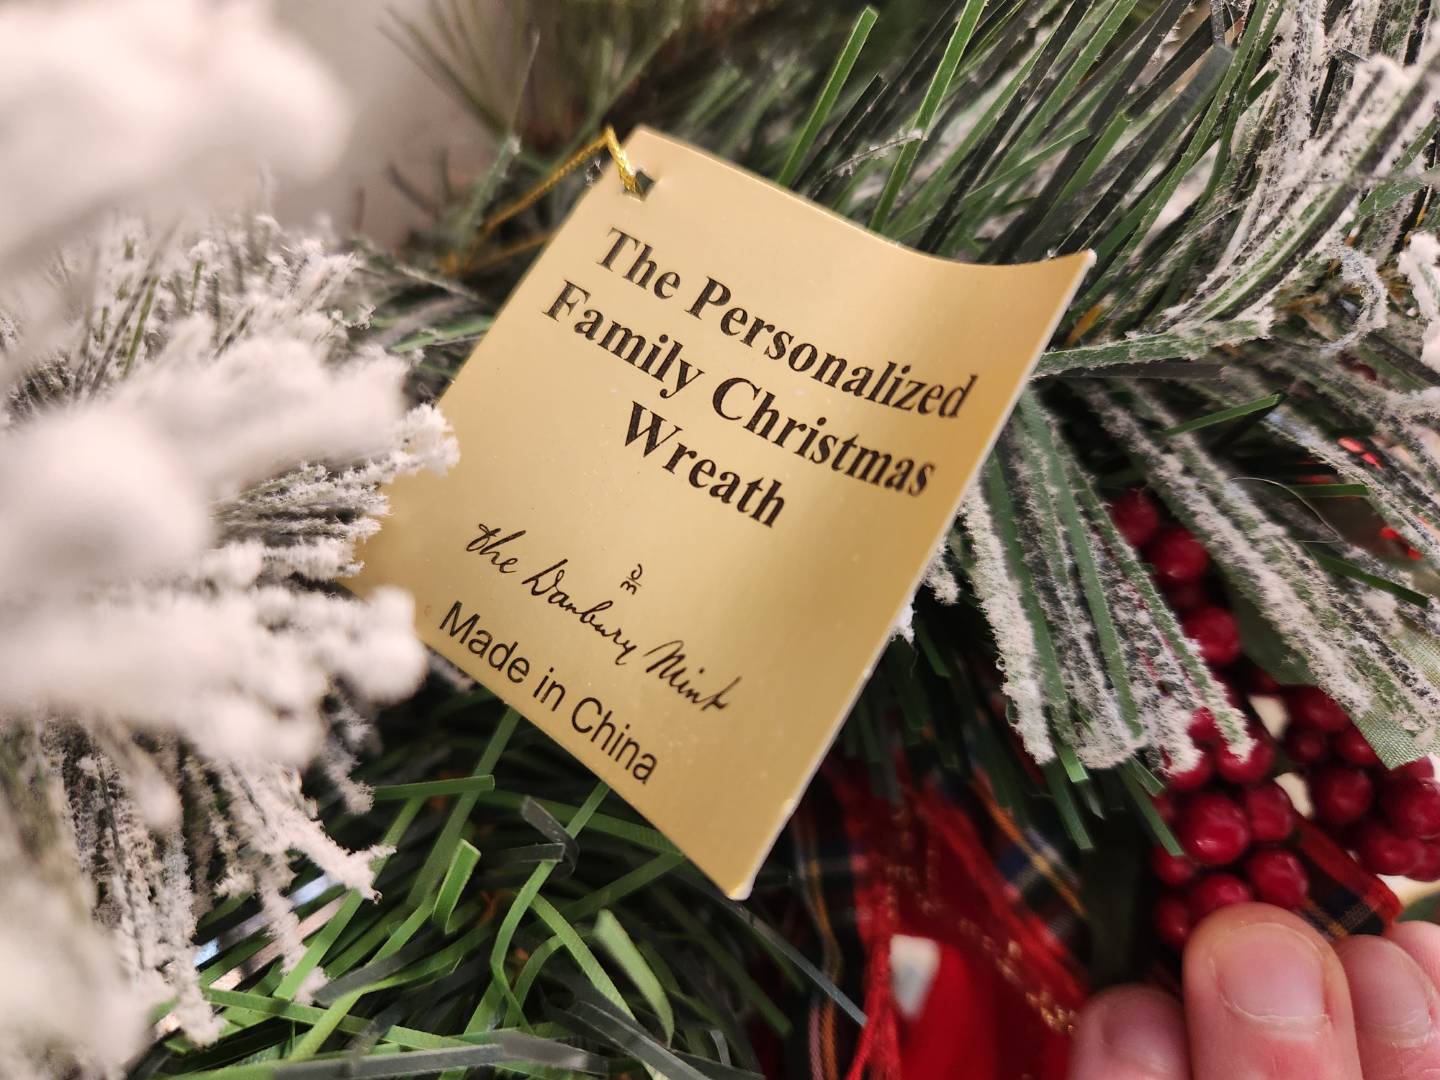 The Personalized
Family Christmas
Wreath
the Danbury Mint
Made in China